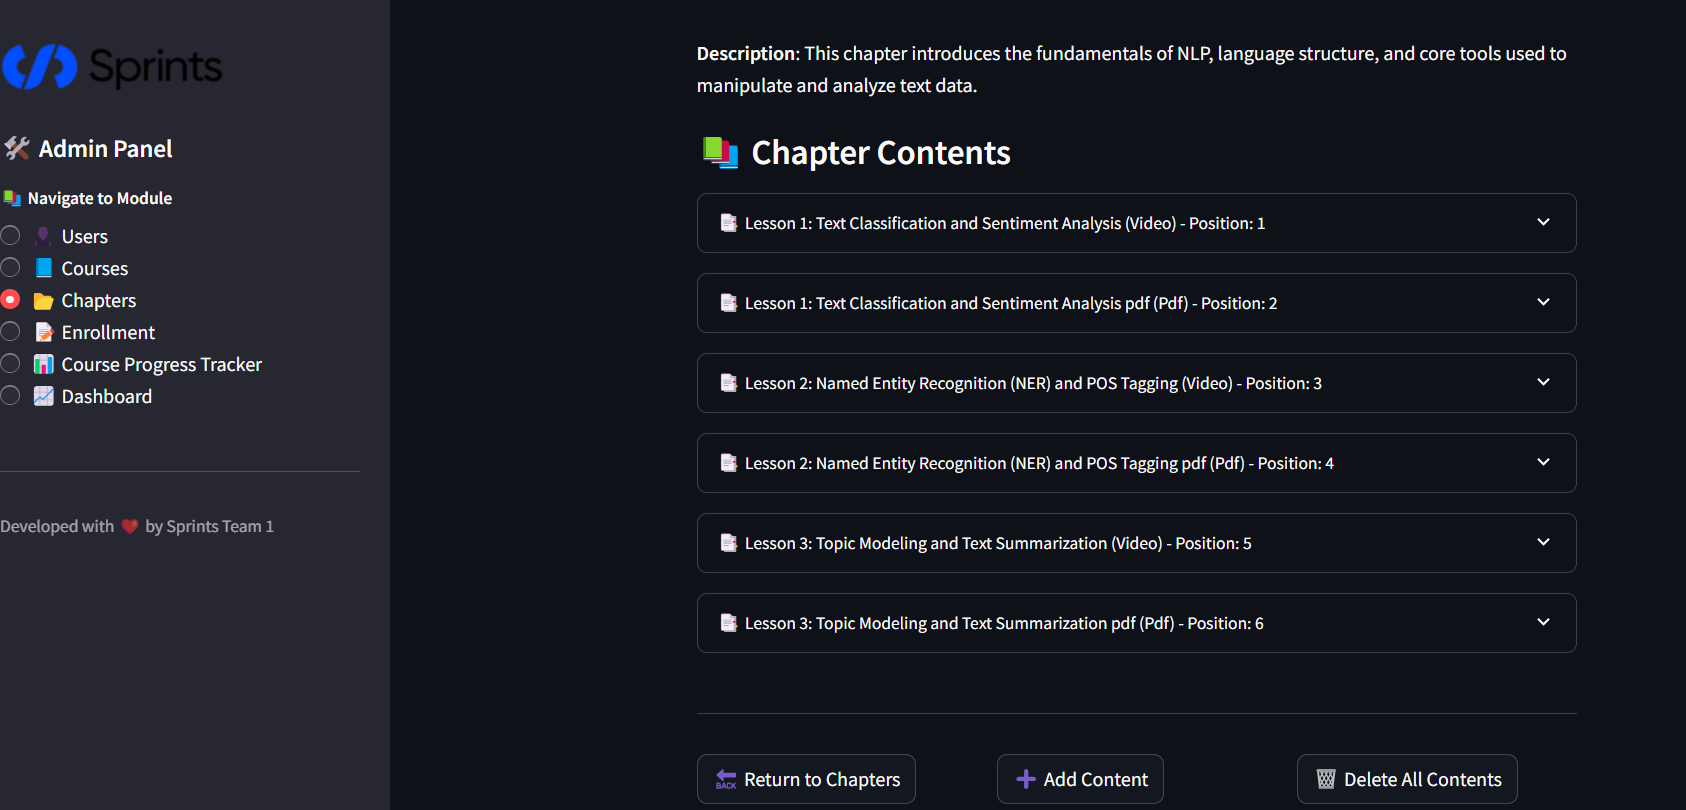 Sprints
Admin Panel
Navigate to Module
Users
Courses
Chapters
Enrollment
Course Progress Tracker
Dashboard
Developed with ❤️ by Sprints Team 1
Description: This chapter introduces the fundamentals of NLP, language structure, and core tools used to
manipulate and analyze text data.
Chapter Contents
Lesson 1: Text Classification and Sentiment Analysis (Video) - Position: 1
Lesson 1: Text Classification and Sentiment Analysis pdf (Pdf) - Position: 2
Lesson 2: Named Entity Recognition (NER) and POS Tagging (Video) - Position: 3
Lesson 2: Named Entity Recognition (NER) and POS Tagging pdf (Pdf) - Position: 4
Lesson 3: Topic Modeling and Text Summarization (Video) - Position: 5
Lesson 3: Topic Modeling and Text Summarization pdf (Pdf) - Position: 6
BACK Return to Chapters
Add Content
Delete All Contents